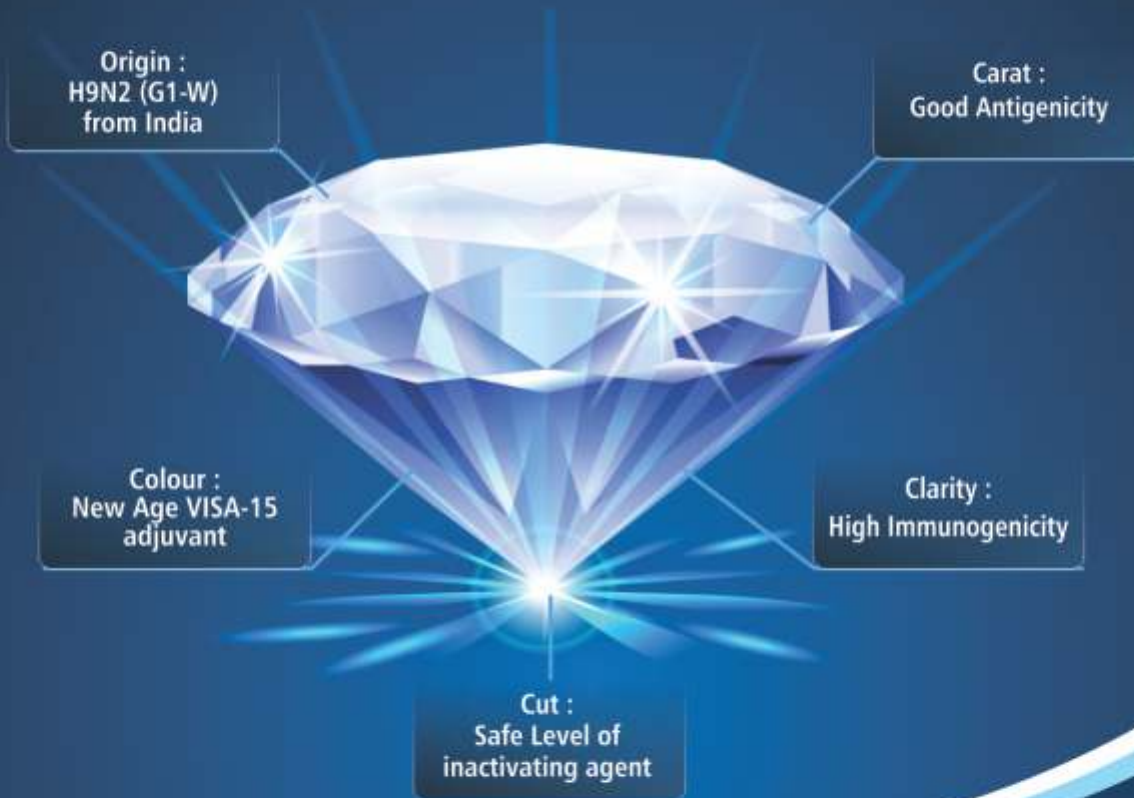 Origin :
H9N2 (G1-W)
from India
Carat :
Good Antigenicity
Colour :
New Age VISA-15
adjuvant
Clarity :
High Immunogenicity
Cut :
Safe Level of
inactivating agent